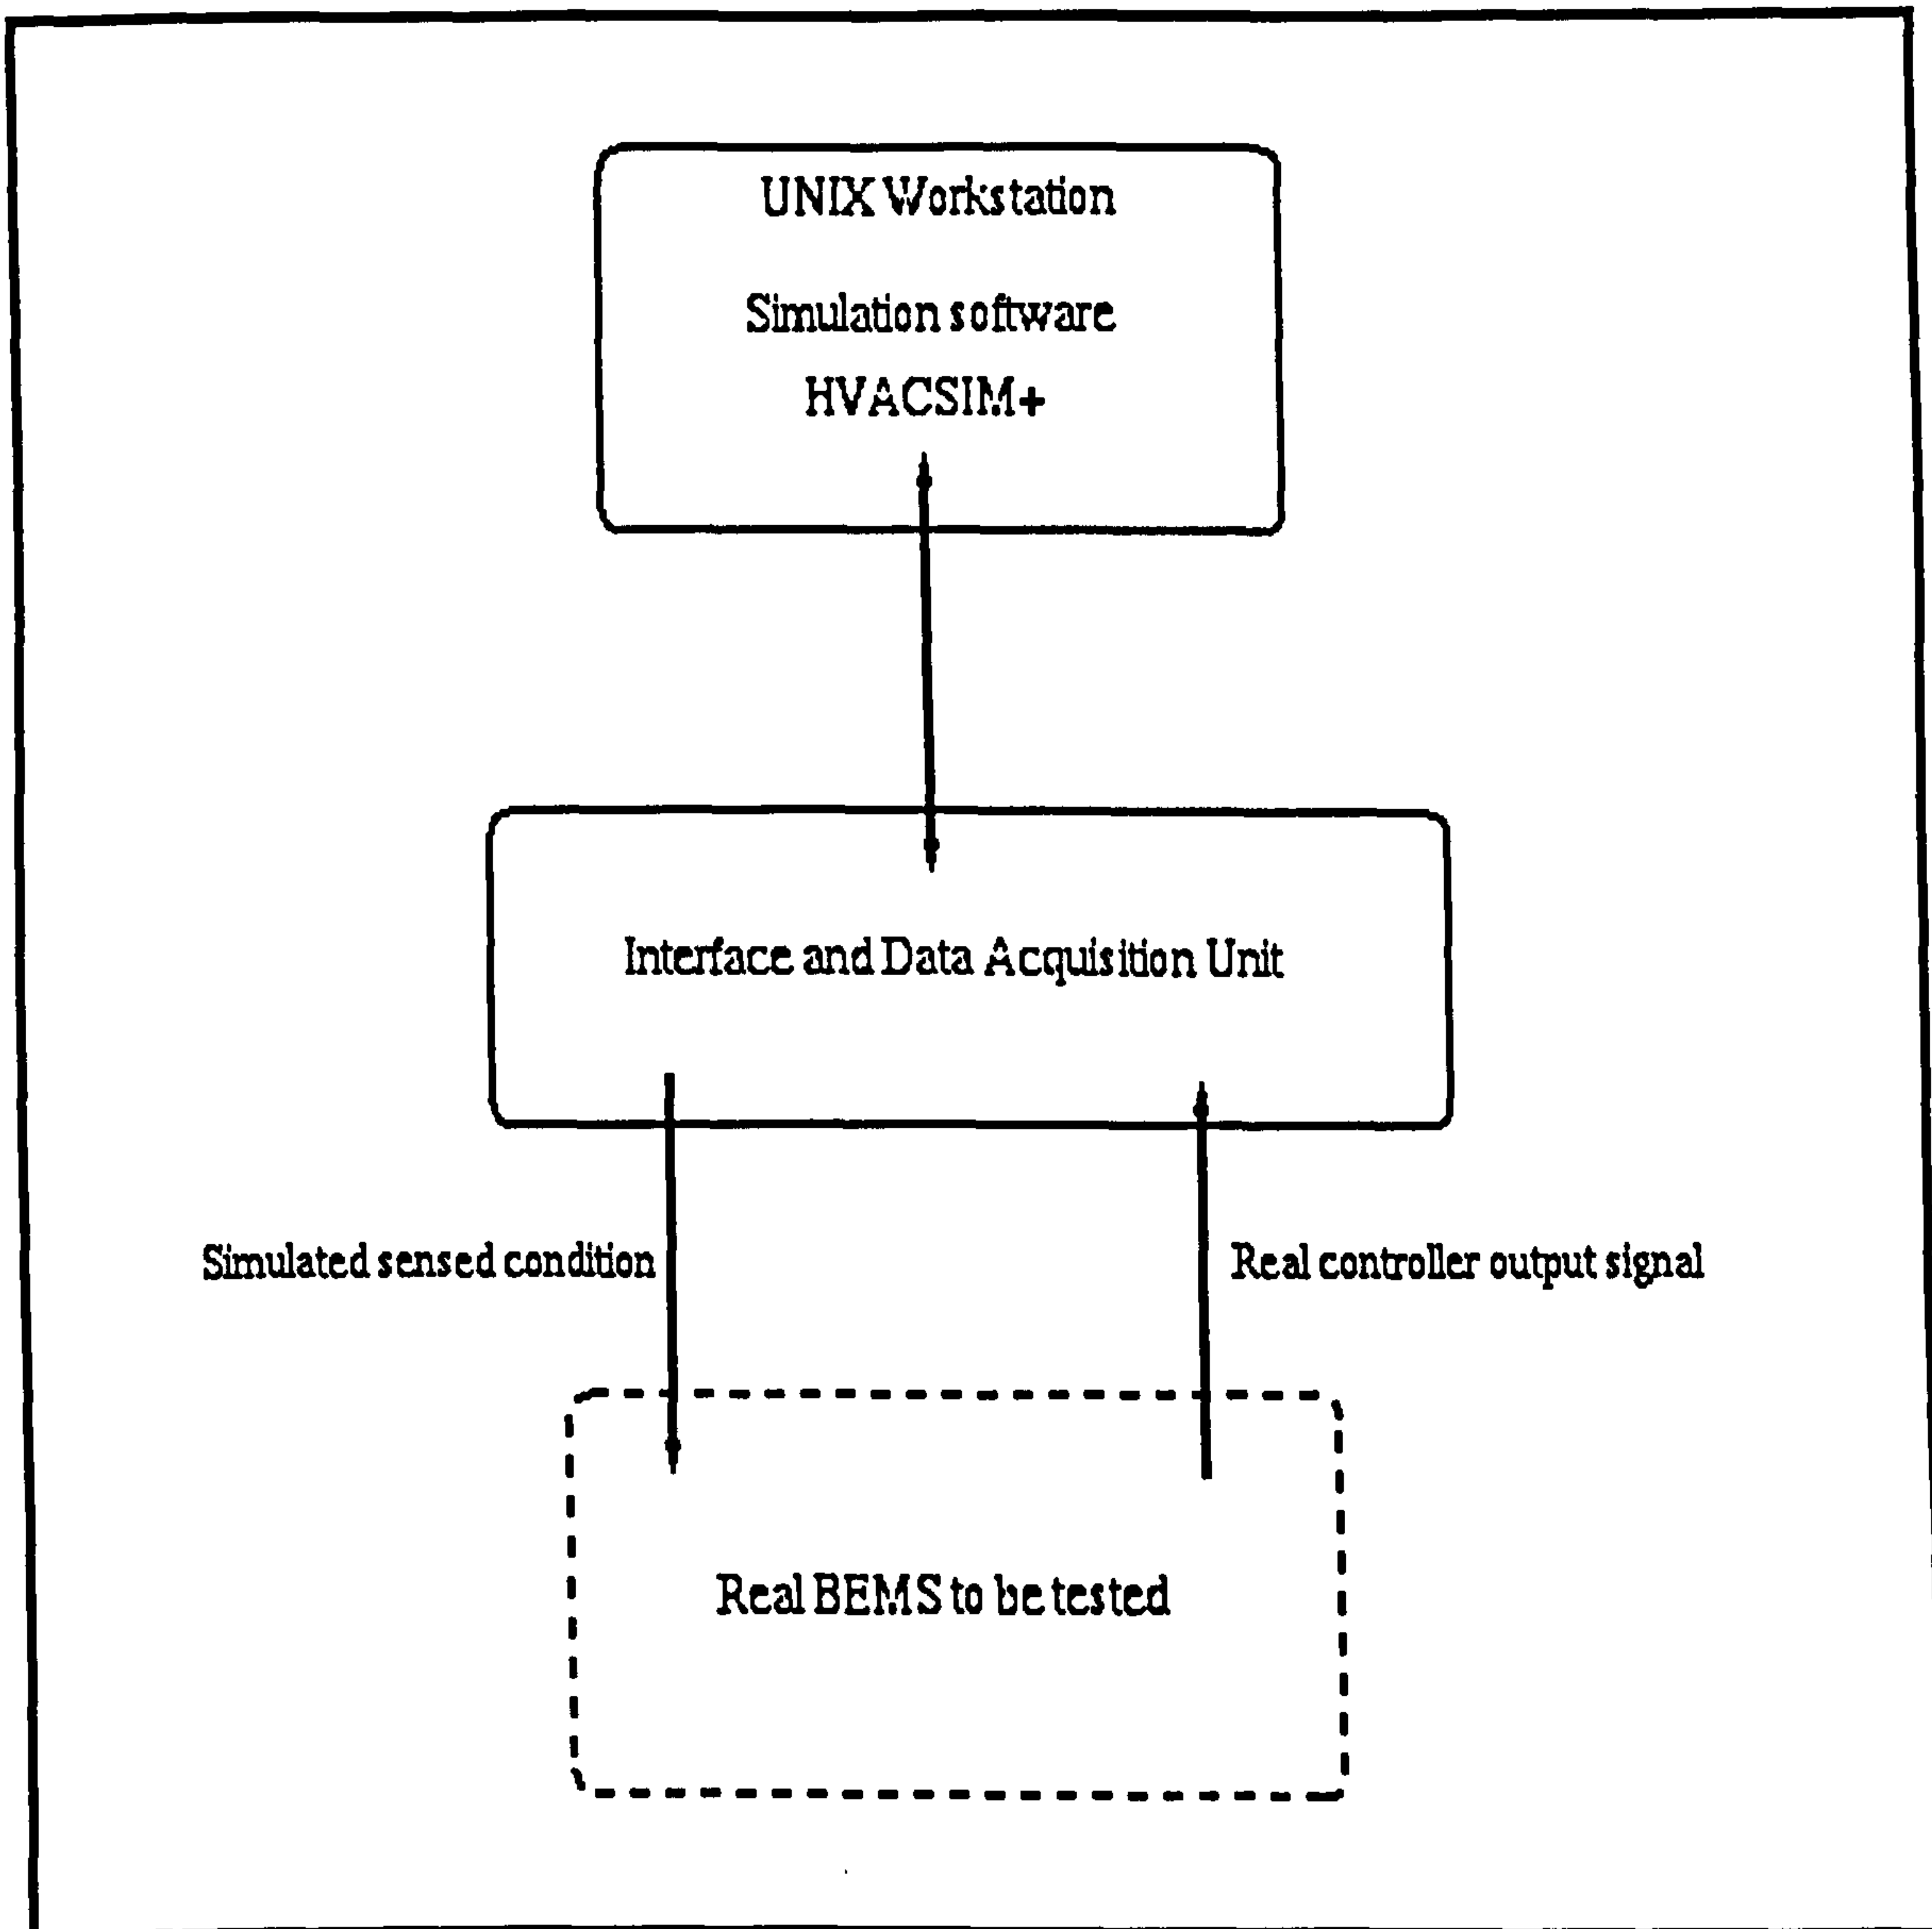 UNIX Workstation
Simulation software
HVACSIM+
Interface and Data Acquisition Unit
Simulated sensed condition
Real controller output signal
Real BEMS to be tested